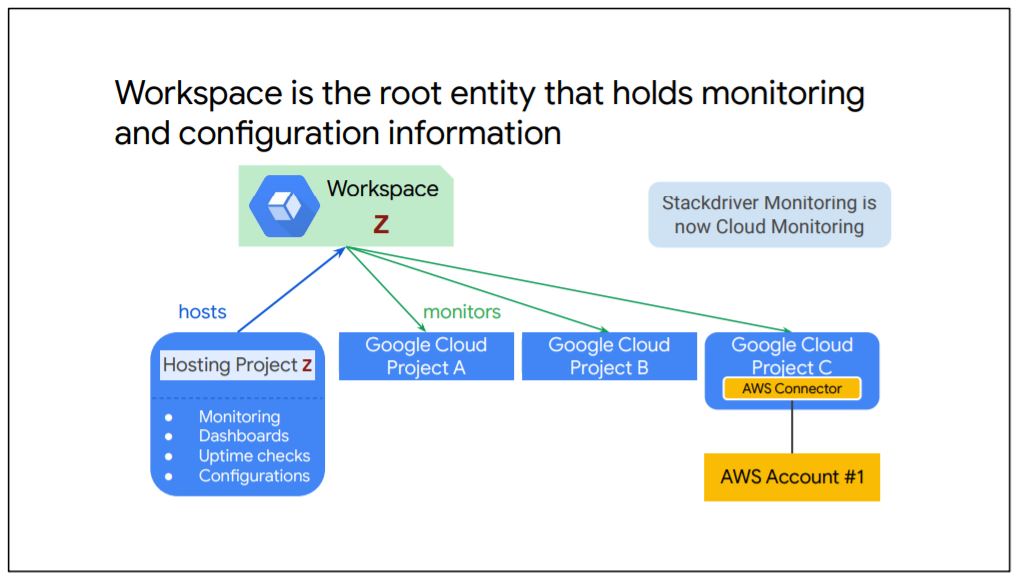 Workspace is the root entity that holds monitoring
and configuration information
Workspace
Z
Stackdriver Monitoring is
now Cloud Monitoring
hosts
monitors
Hosting Project Z
● Monitoring
● Dashboards
● Uptime checks
● Configurations
Google Cloud
Project A
Google Cloud
Project B
Google Cloud
Project C
AWS Connector
AWS Account #1